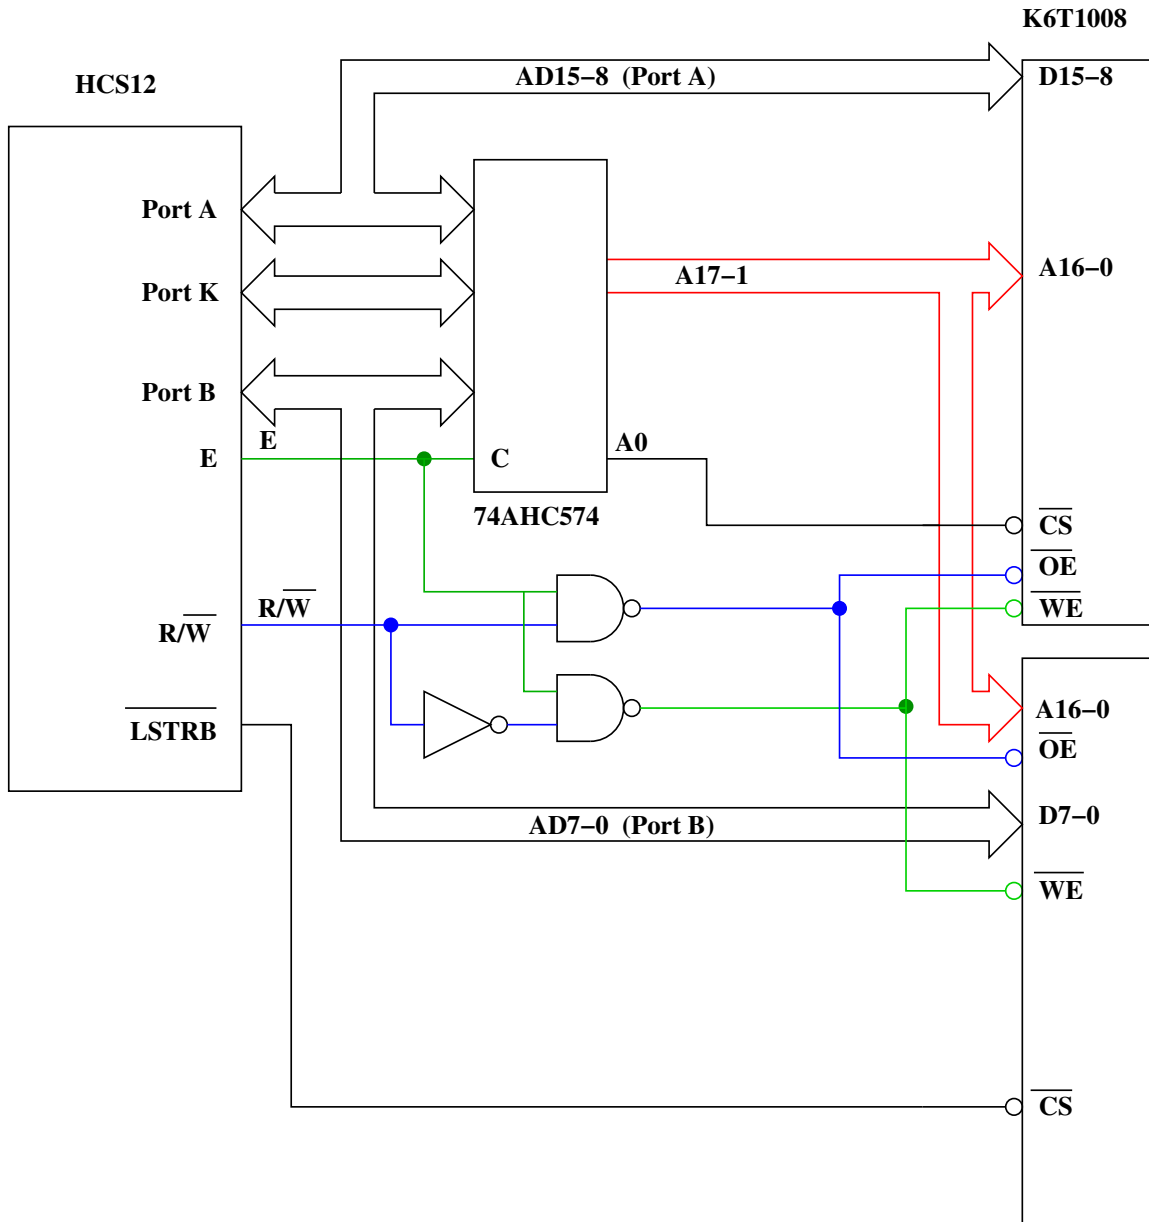 K6T1008
HCS12
AD15−8 (Port A)
D15−8
Port A
Port K
A17−1
A16−0
Port B
E
E
C
A0
74AHC574
CS
OE
WE
R/W
R/W
LSTRB
A16−0
OE
AD7−0 (Port B)
D7−0
WE
CS